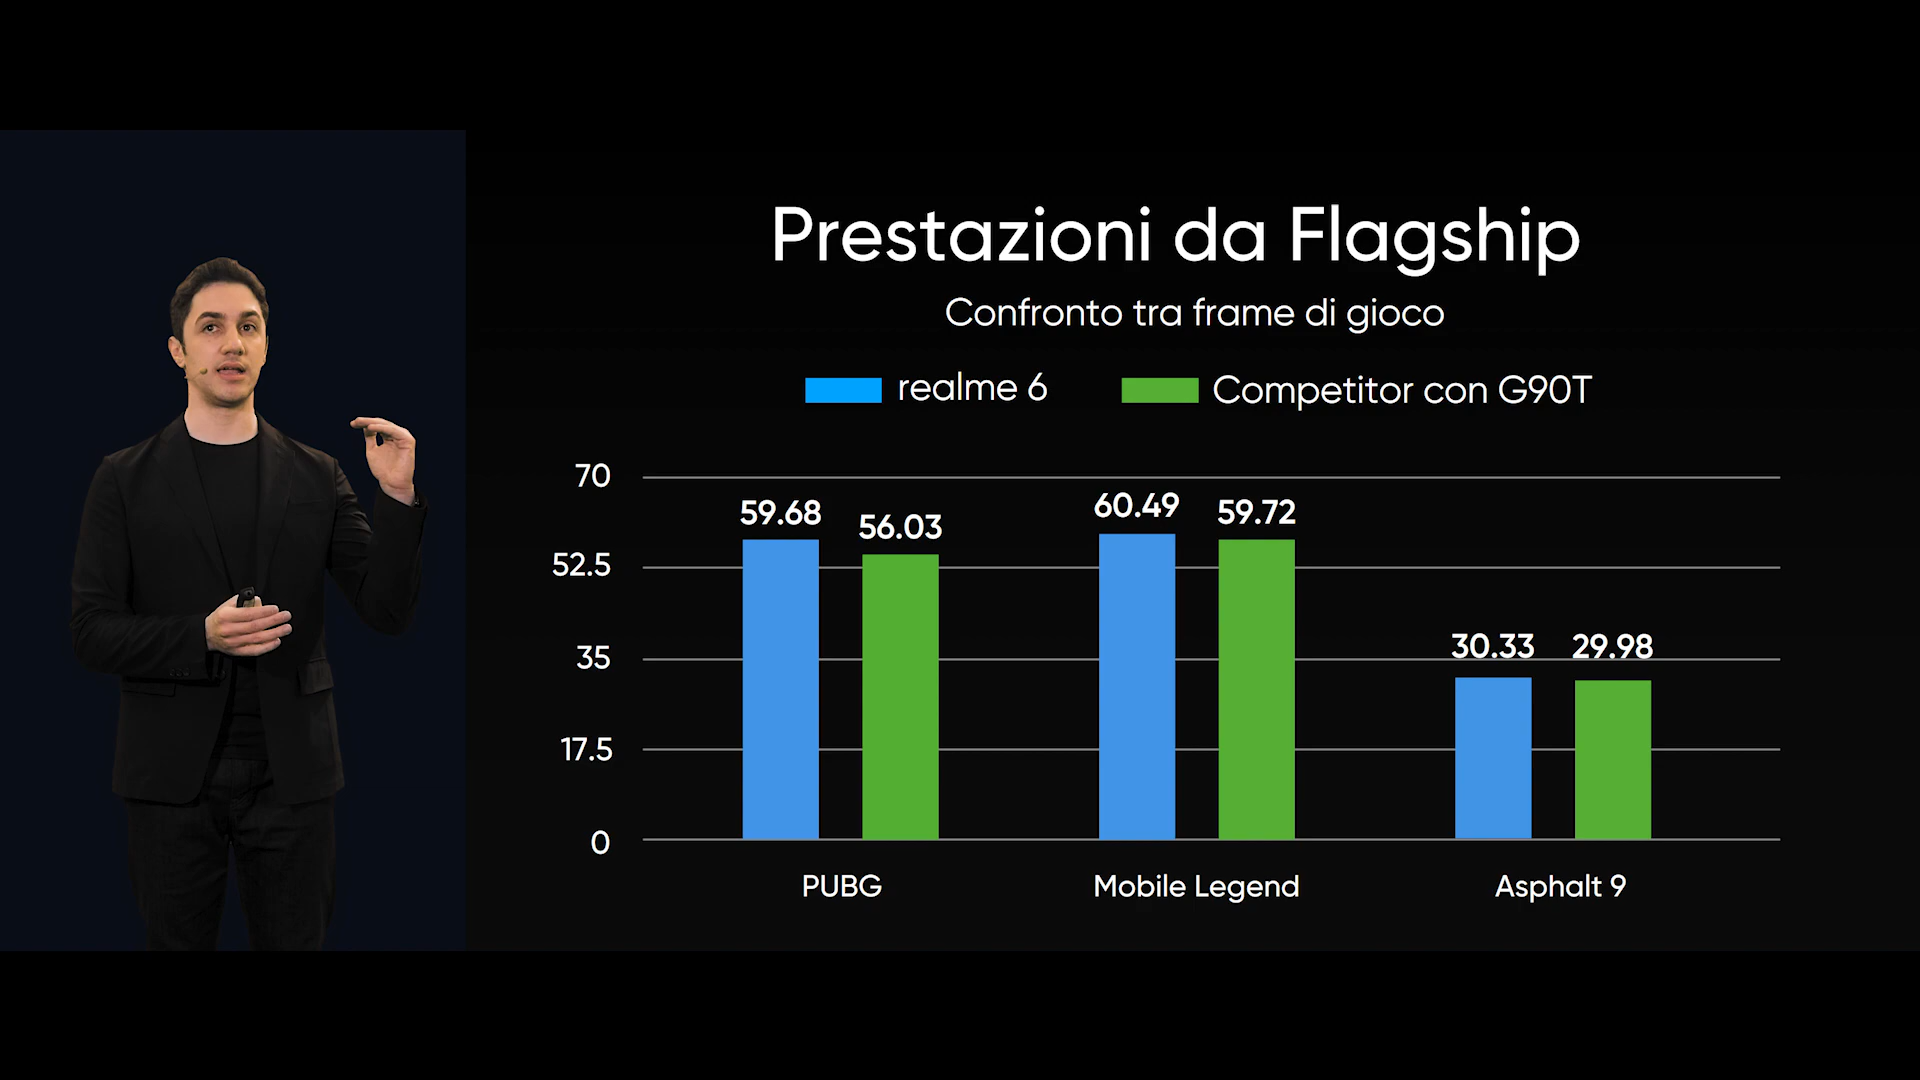 Prestazioni da Flagship
Confronto tra frame di gioco
realme 6 Competitor con G90T
70
59.68 56.03 60.49 59.72
52.5
30.33 29.98
35
17.5
0
PUBG Mobile Legend Asphalt 9